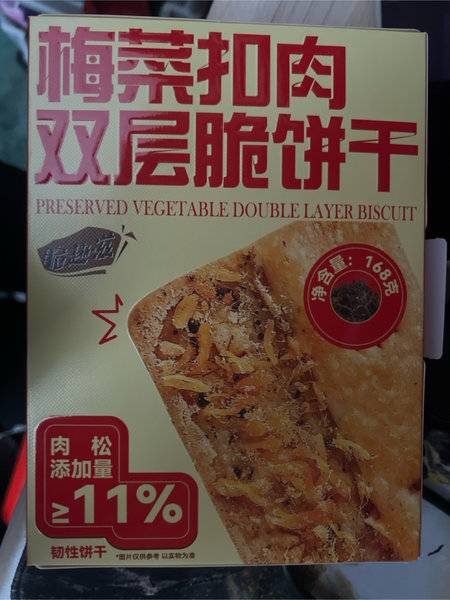 梅菜扣肉
双层脆饼干
PRESERVED VEGETABLE DOUBLE LAYER BISCUIT
净含量：168克
肉松
添加量
≥11%
韧性饼干
*图片仅供参考 以实物为准